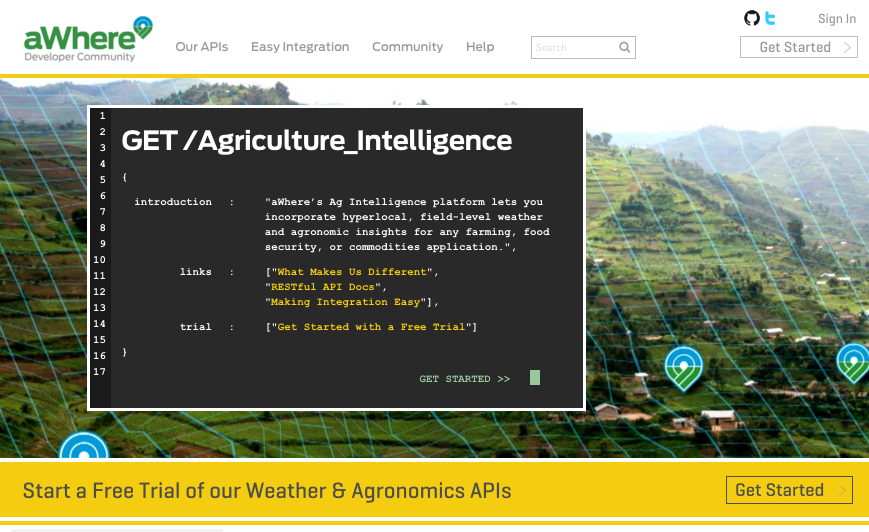 aWhere
Developer Community
Our APIs
Easy Integration
Community
Help
Search
Sign In
Get Started
1
2
3
4
5
6
7
8
9
10
11
12
13
14
15
16
17
GET /Agriculture_Intelligence
{
introduction : "aWhere's Ag Intelligence platform lets you
incorporate hyperlocal, field-level weather
and agronomic insights for any farming, food
security, or commodities application.",
links : ["What Makes Us Different",
"RESTful API Docs",
"Making Integration Easy"],
trial : ["Get Started with a Free Trial"]
}
GET STARTED >>
Start a Free Trial of our Weather & Agronomics APIs
Get Started